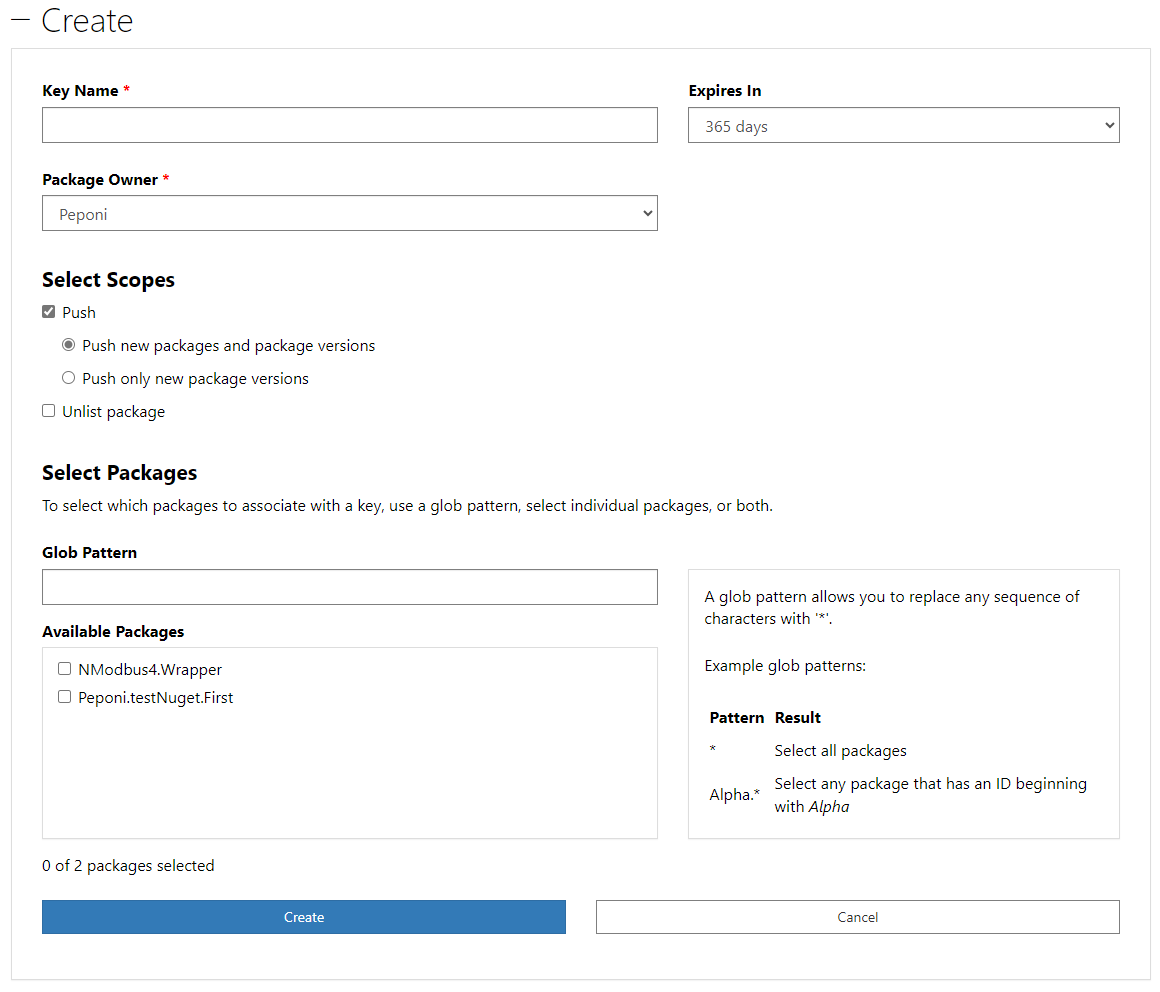 Create
Key Name *
Expires In
365 days
Package Owner *
Peponi
Select Scopes
Push
Push new packages and package versions
Push only new package versions
Unlist package
Select Packages
To select which packages to associate with a key, use a glob pattern, select individual packages, or both.
Glob Pattern
Available Packages
NModbus4.Wrapper
Peponi.testNuget.First
A glob pattern allows you to replace any sequence of
characters with '*'.
Example glob patterns:
Pattern Result
* Select all packages
Alpha.* Select any package that has an ID beginning
with Alpha
0 of 2 packages selected
Create
Cancel